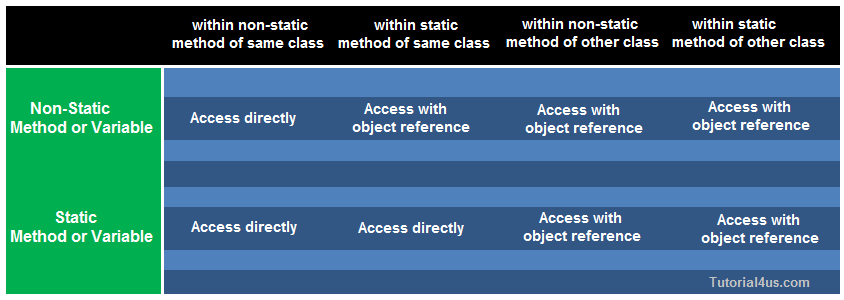 within non-static
method of same class
within static
method of same class
within non-static
method of other class
within static
method of other class
Non-Static
Method or Variable
Access directly
Access with
object reference
Access with
object reference
Access with
object reference
Static
Method or Variable
Access directly
Access directly
Access with
object reference
Access with
object reference
Tutorial4us.com